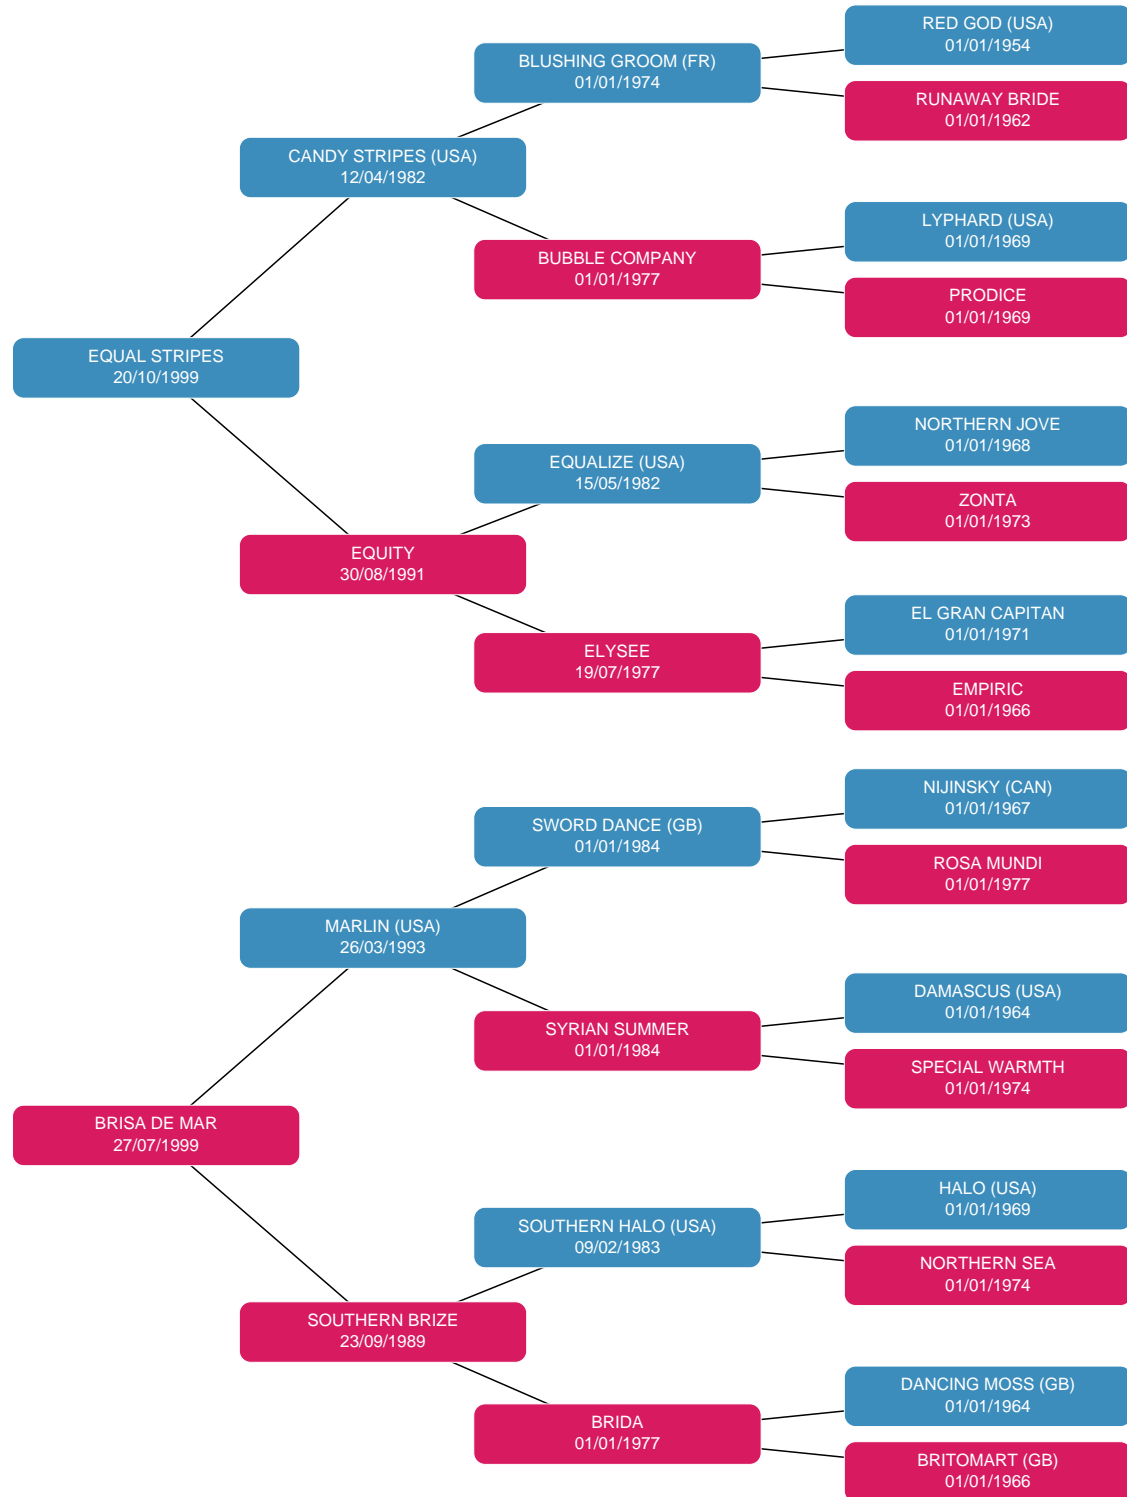 RED GOD (USA)
01/01/1954
BLUSHING GROOM (FR)
01/01/1974
RUNAWAY BRIDE
01/01/1962
CANDY STRIPES (USA)
12/04/1982
LYPHARD (USA)
01/01/1969
BUBBLE COMPANY
01/01/1977
PRODICE
01/01/1969
EQUAL STRIPES
20/10/1999
NORTHERN JOVE
01/01/1968
EQUALIZE (USA)
15/05/1982
ZONTA
01/01/1973
EQUITY
30/08/1991
EL GRAN CAPITAN
01/01/1971
ELYSEE
19/07/1977
EMPIRIC
01/01/1966
NIJINSKY (CAN)
01/01/1967
SWORD DANCE (GB)
01/01/1984
ROSA MUNDI
01/01/1977
MARLIN (USA)
26/03/1993
DAMASCUS (USA)
01/01/1964
SYRIAN SUMMER
01/01/1984
SPECIAL WARMTH
01/01/1974
BRISA DE MAR
27/07/1999
HALO (USA)
01/01/1969
SOUTHERN HALO (USA)
09/02/1983
NORTHERN SEA
01/01/1974
SOUTHERN BRIZE
23/09/1989
DANCING MOSS (GB)
01/01/1964
BRIDA
01/01/1977
BRITOMART (GB)
01/01/1966